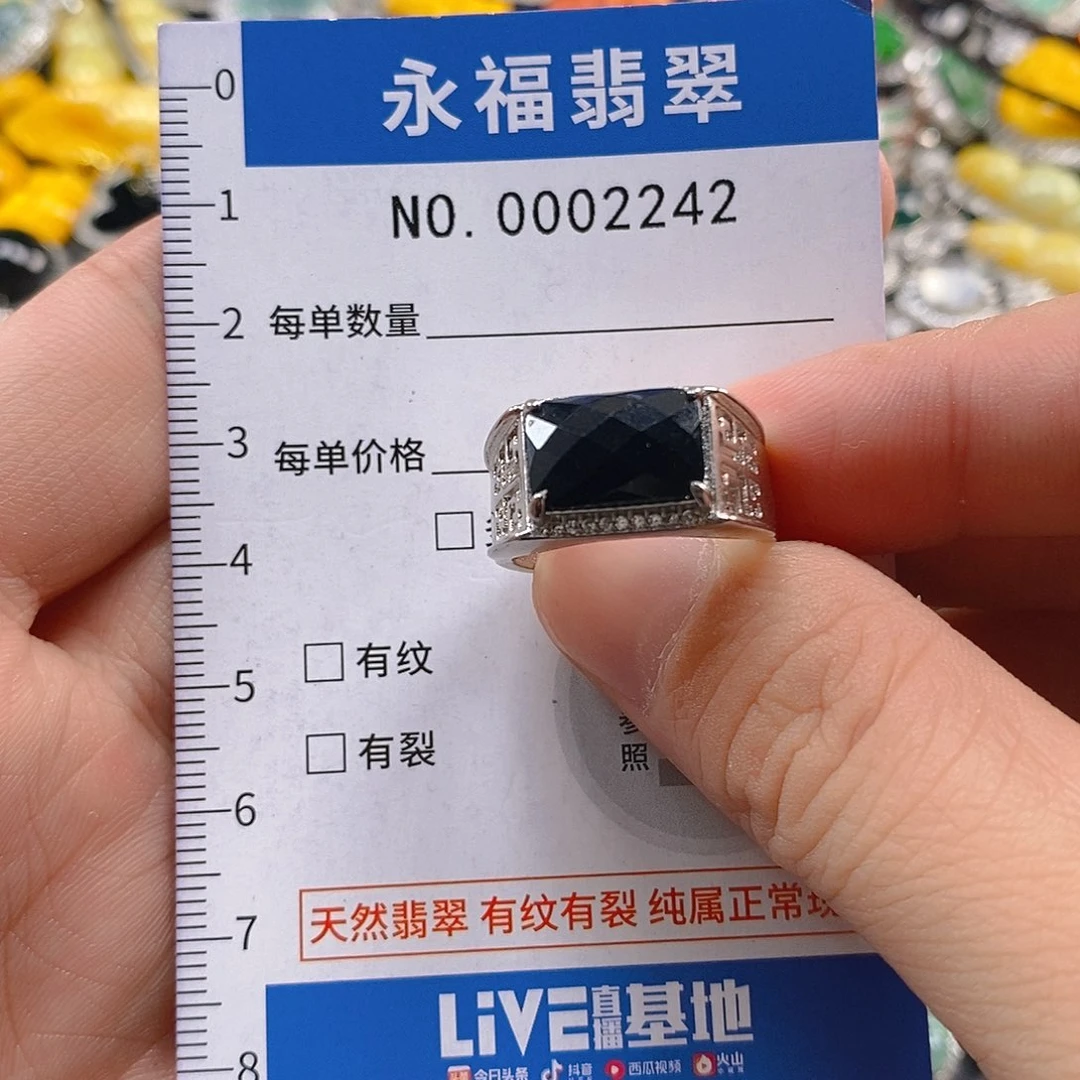 永福翡翠
0
NO. 0002242
1
2
每单数量
3
每单价格
4
有纹
5
照
有裂
6
天然翡翠 有纹有裂 纯属正常
7
LiVE直播基地
8
今日头条 抖音 西瓜视频 火山